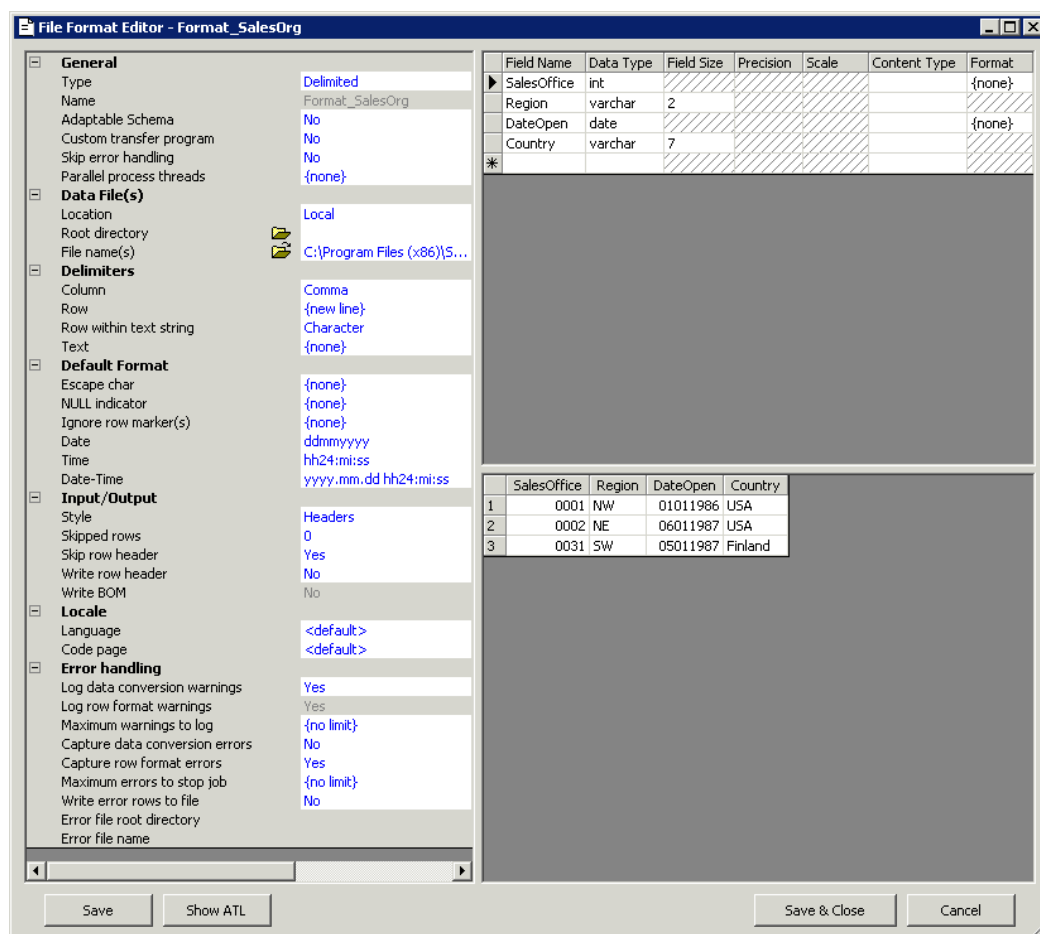 File Format Editor - Format_SalesOrg
General
Type Delimited
Name Format_SalesOrg
Adaptable Schema No
Custom transfer program No
Skip error handling No
Parallel process threads {none}
Data File(s)
Location Local
Root directory
File name(s) C:\Program Files (x86)\S...
Delimiters
Column Comma
Row {new line}
Row within text string Character
Text {none}
Default Format
Escape char {none}
NULL indicator {none}
Ignore row marker(s) {none}
Date ddmmyyyy
Time hh24:mi:ss
Date-Time yyyy.mm.dd hh24:mi:ss
Input/Output
Style Headers
Skipped rows 0
Skip row header Yes
Write row header No
Write BOM No
Locale
Language <default>
Code page <default>
Error handling
Log data conversion warnings Yes
Log row format warnings Yes
Maximum warnings to log {no limit}
Capture data conversion errors No
Capture row format errors Yes
Maximum errors to stop job {no limit}
Write error rows to file No
Error file root directory
Error file name
Field Name Data Type Field Size Precision Scale Content Type Format
SalesOffice int {none}
Region varchar 2
DateOpen date {none}
Country varchar 7
SalesOffice Region DateOpen Country
1 0001 NW 01011986 USA
2 0002 NE 06011987 USA
3 0031 SW 05011987 Finland
Save Show ATL Save & Close Cancel